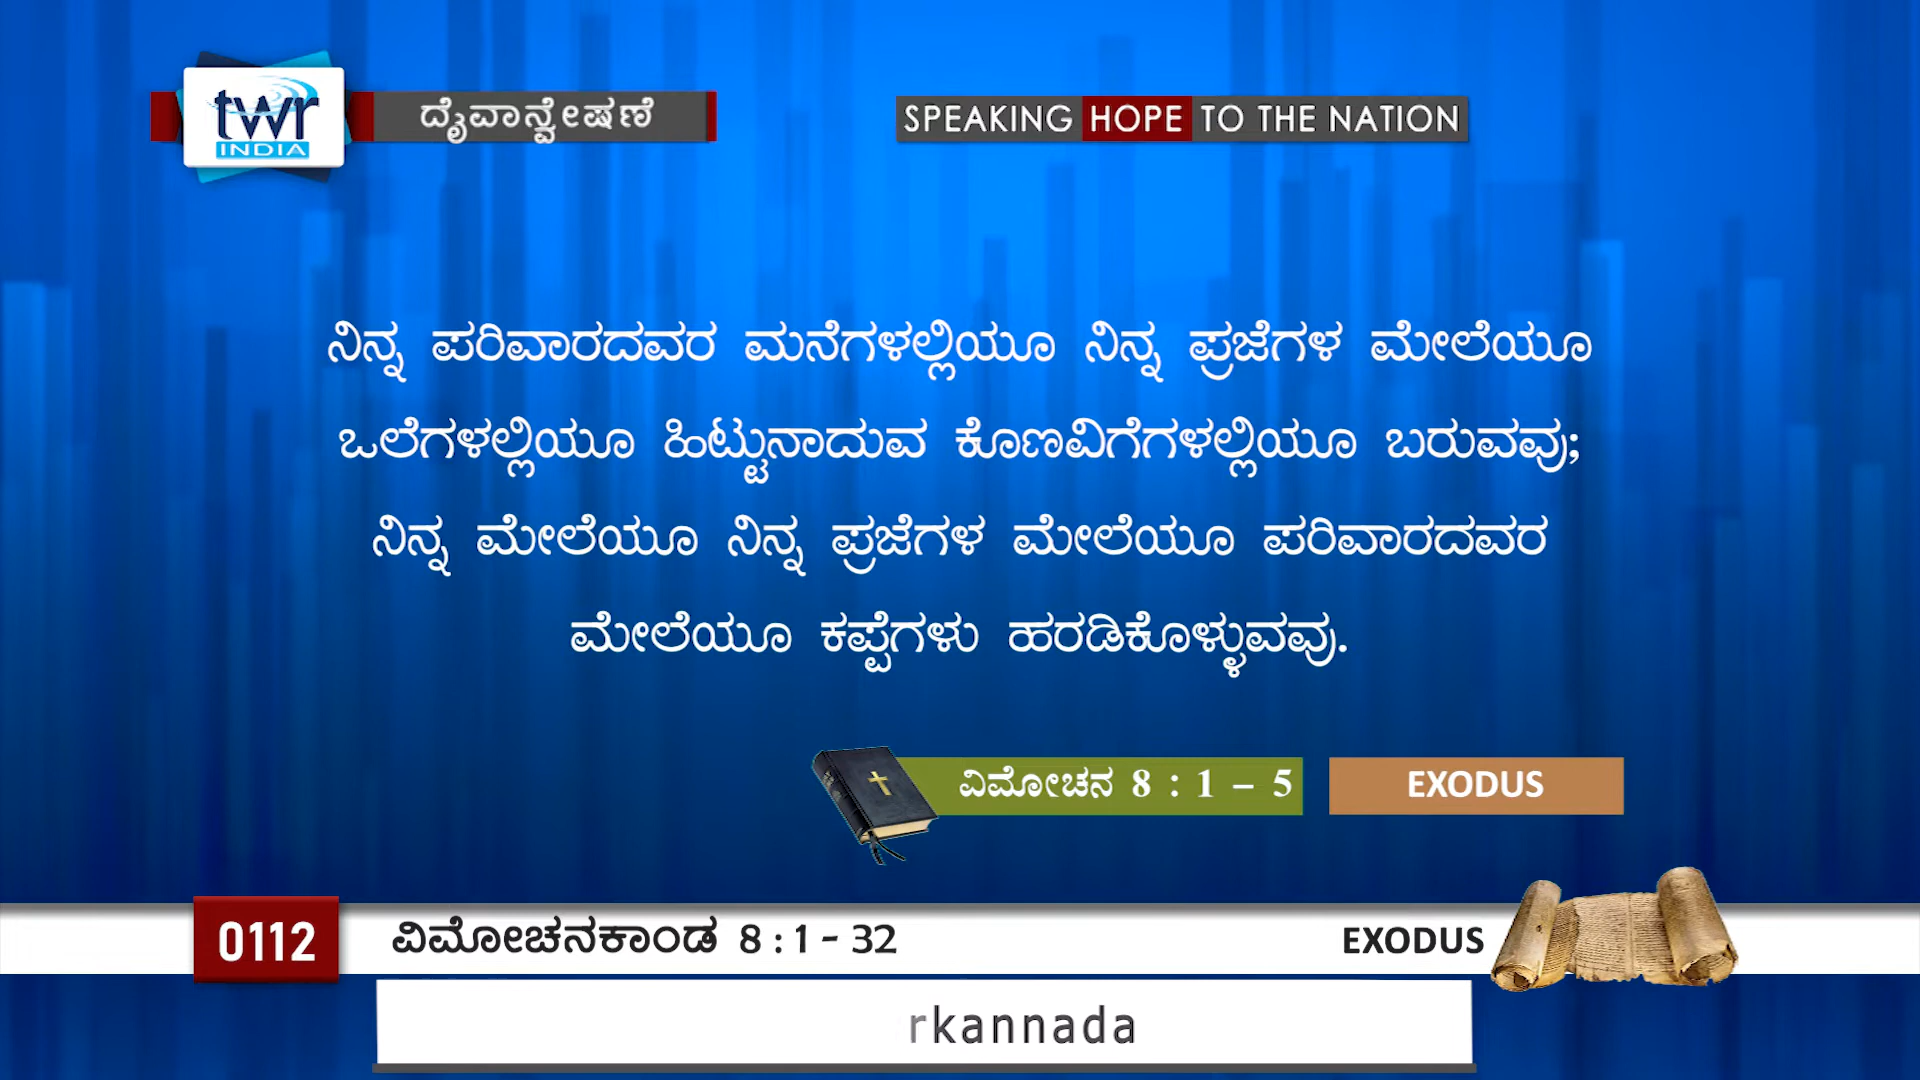 twr
INDIA
ದೈವಾನ್ವೇಷಣೆ
SPEAKING HOPE TO THE NATION
ನಿನ್ನ ಪರಿವಾರದವರ ಮನೆಗಳಲ್ಲಿಯೂ ನಿನ್ನ ಪ್ರಜೆಗಳ ಮೇಲೆಯೂ
ಒಲೆಗಳಲ್ಲಿಯೂ ಹಿಟ್ಟುನಾದುವ ಕೊಣವಿಗೆಗಳಲ್ಲಿಯೂ ಬರುವವು;
ನಿನ್ನ ಮೇಲೆಯೂ ನಿನ್ನ ಪ್ರಜೆಗಳ ಮೇಲೆಯೂ ಪರಿವಾರದವರ
ಮೇಲೆಯೂ ಕಪ್ಪೆಗಳು ಹರಡಿಕೊಳ್ಳುವವು.
ವಿಮೋಚನ 8 : 1 – 5
EXODUS
0112
ವಿಮೋಚನಕಾಂಡ 8 : 1 - 32
EXODUS
rkannada